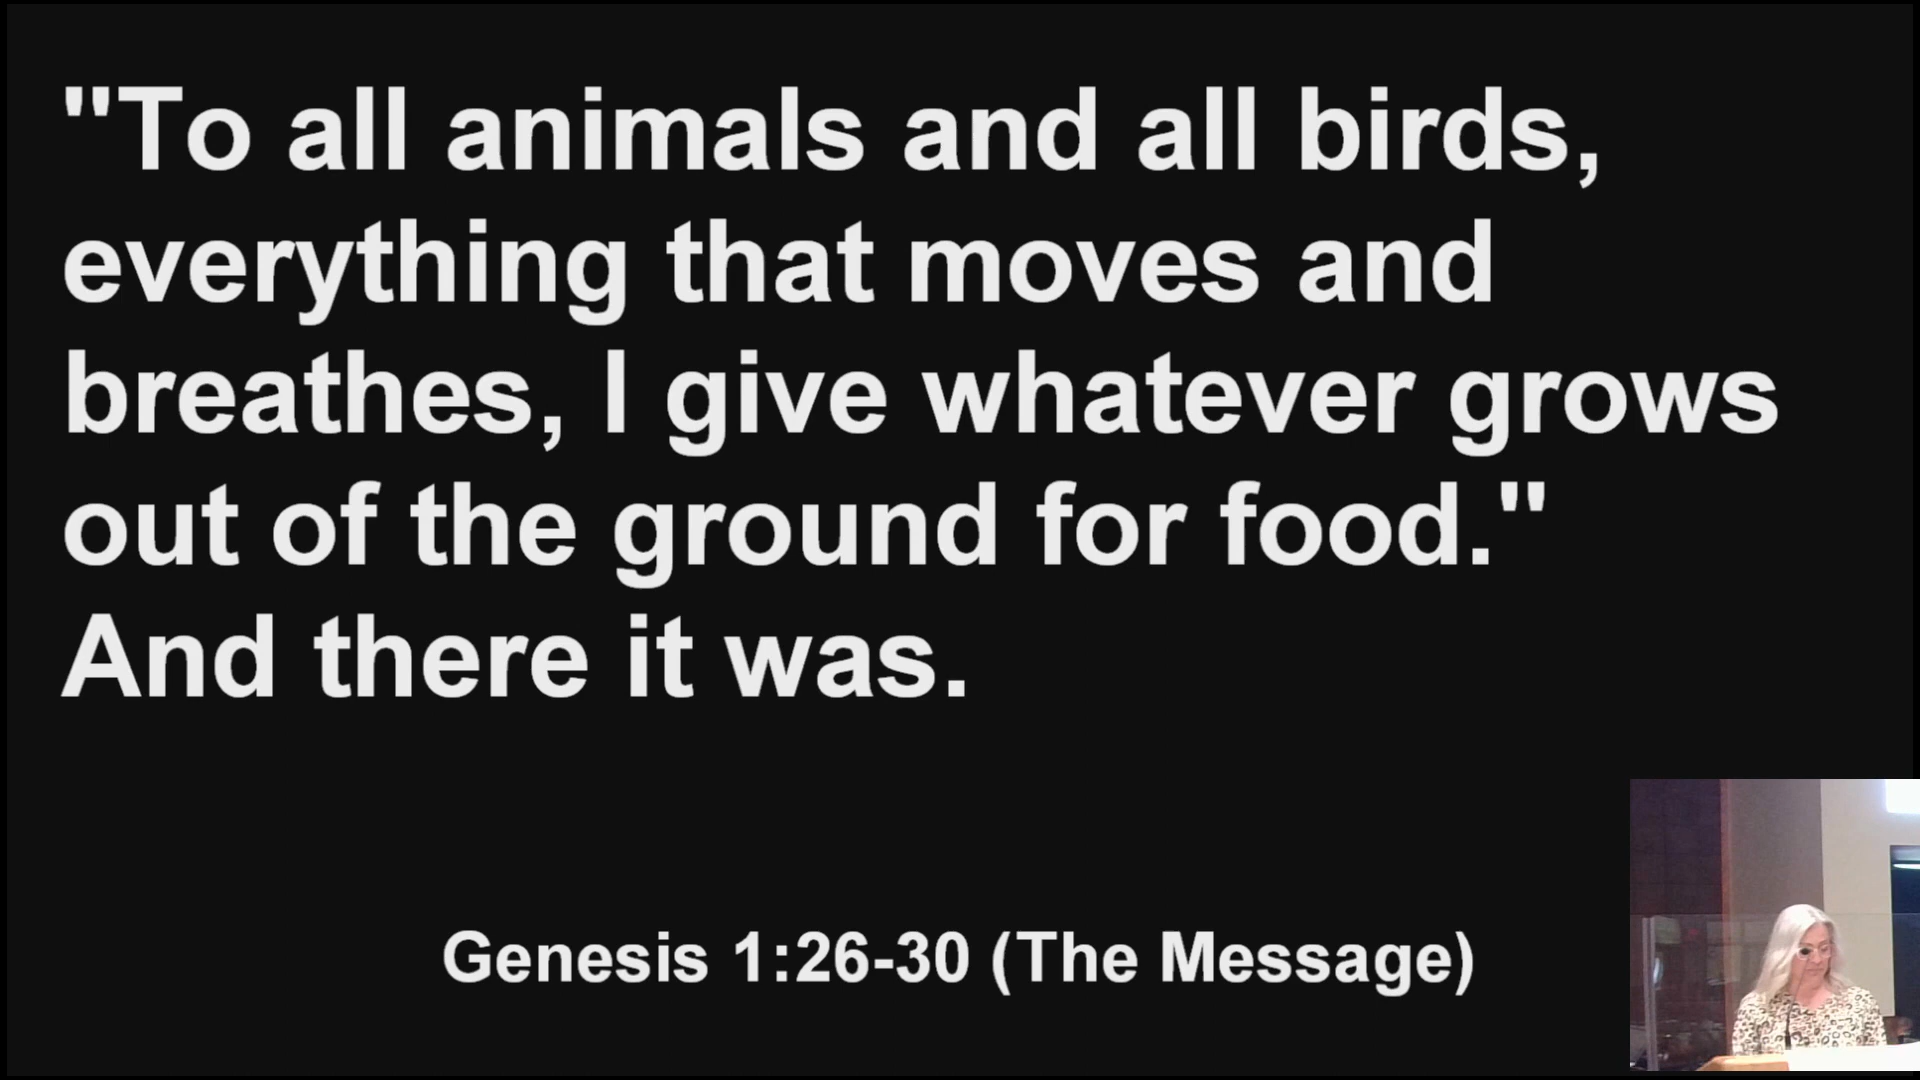 "To all animals and all birds,
everything that moves and
breathes, I give whatever grows
out of the ground for food."
And there it was.
Genesis 1:26-30 (The Message)